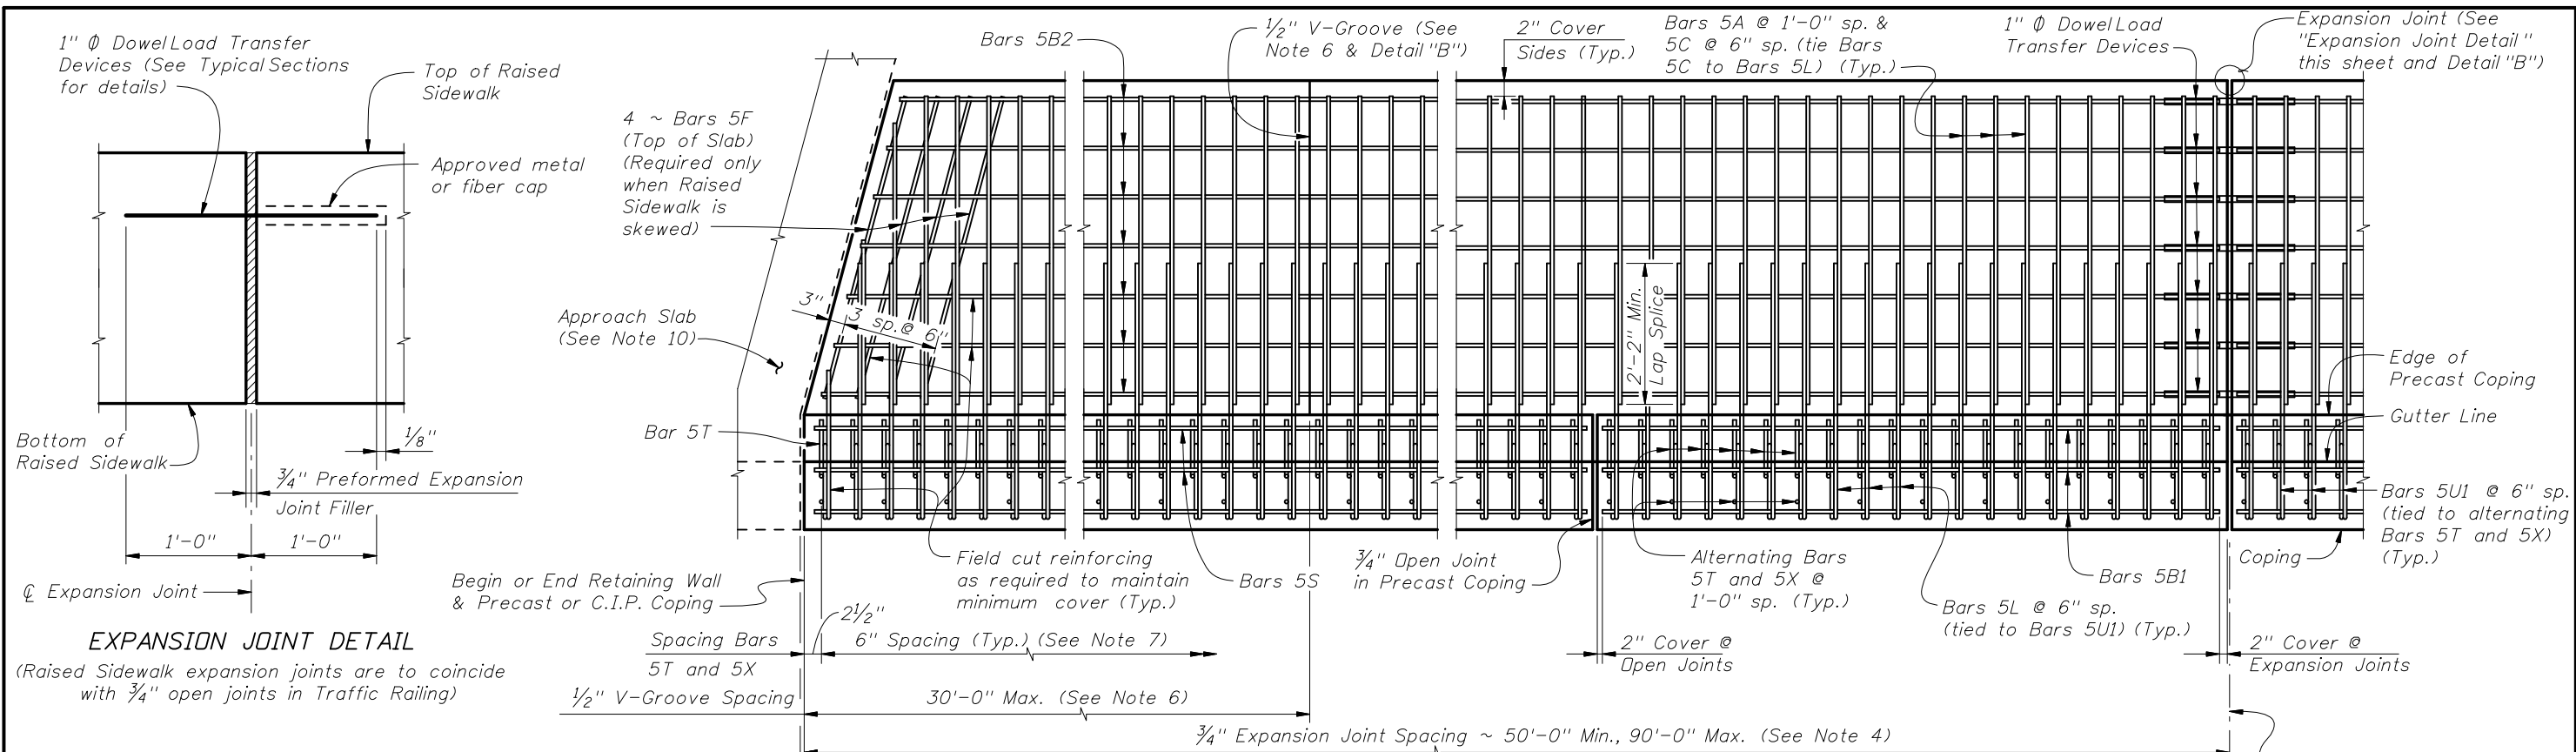 1" ϕ Dowel Load Transfer
Devices (See Typical Sections
for details)
Top of Raised
Sidewalk
Approved metal
or fiber cap
Bottom of
Raised Sidewalk
1/8"
3/4" Preformed Expansion
Joint Filler
1'-0"
1'-0"
℄ Expansion Joint
EXPANSION JOINT DETAIL
(Raised Sidewalk expansion joints are to coincide
with 3/4" open joints in Traffic Railing)
4 ~ Bars 5F
(Top of Slab)
(Required only
when Raised
Sidewalk is
skewed)
Approach Slab
(See Note 10)
3"
3 sp.@ 6"
Bar 5T
Bars 5B2
1/2" V-Groove (See
Note 6 & Detail "B")
2" Cover
Sides (Typ.)
Bars 5A @ 1'-0" sp. &
5C @ 6" sp. (tie Bars
5C to Bars 5L) (Typ.)
1" ϕ Dowel Load
Transfer Devices
Expansion Joint (See
"Expansion Joint Detail"
this sheet and Detail "B")
2'-2" Min.
Lap Splice
Edge of
Precast Coping
Gutter Line
Bars 5U1 @ 6" sp.
(tied to alternating
Bars 5T and 5X)
(Typ.)
Coping
Bars 5B1
Bars 5L @ 6" sp.
(tied to Bars 5U1) (Typ.)
Alternating Bars
5T and 5X @
1'-0" sp. (Typ.)
3/4" Open Joint
in Precast Coping
Bars 5S
Field cut reinforcing
as required to maintain
minimum cover (Typ.)
Begin or End Retaining Wall
& Precast or C.I.P. Coping
2 1/2"
Spacing Bars
5T and 5X
6" Spacing (Typ.) (See Note 7)
2" Cover @
Open Joints
2" Cover @
Expansion Joints
1/2" V-Groove Spacing
30'-0" Max. (See Note 6)
3/4" Expansion Joint Spacing ~ 50'-0" Min., 90'-0" Max. (See Note 4)